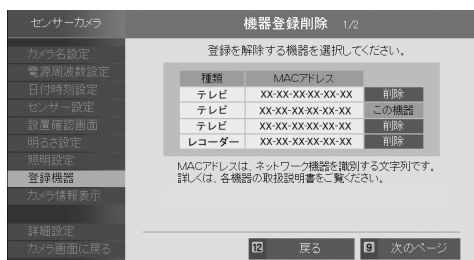 センサーカメラ
機器登録削除 1/2
カメラ名設定
電源周波数設定
日付時刻設定
センサー設定
設置確認画面
明るさ設定
照明設定
登録機器
カメラ情報表示
詳細設定
カメラ画面に戻る
登録を解除する機器を選択してください。
種類 MACアドレス
テレビ XX-XX-XX-XX-XX-XX 削除
テレビ XX-XX-XX-XX-XX-XX この機器
テレビ XX-XX-XX-XX-XX-XX 削除
レコーダー XX-XX-XX-XX-XX-XX 削除
MACアドレスは、ネットワーク機器を識別する文字列です。
詳しくは、各機器の取扱説明書をご覧ください。
12 戻る 9 次のページ